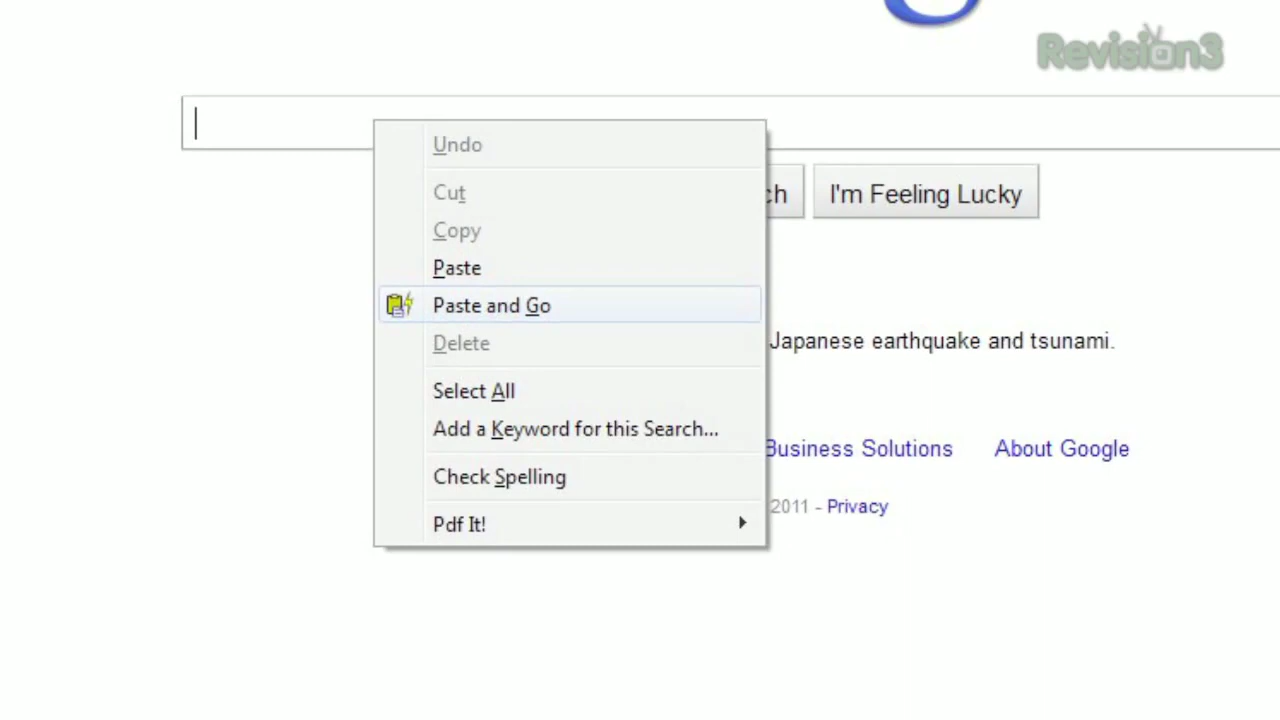 Revision3
Undo
Cut
Copy
Paste
Paste and Go
Delete
Select All
Add a Keyword for this Search...
Check Spelling
Pdf It!
ch
I'm Feeling Lucky
Japanese earthquake and tsunami.
Business Solutions
About Google
2011 - Privacy